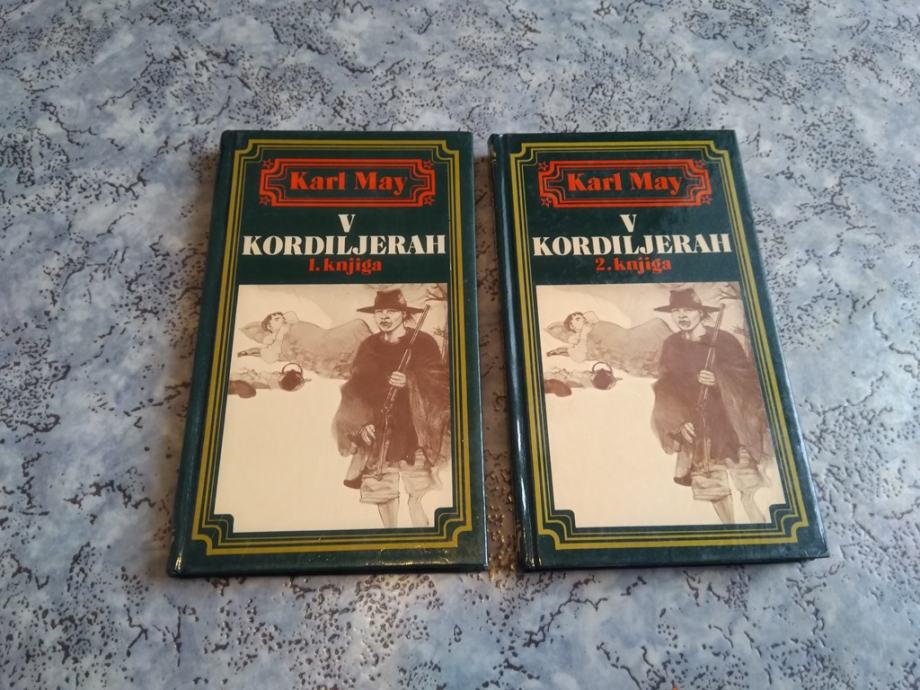 Karl May
V
KORDILJERAH
1. knjiga
Karl May
V
KORDILJERAH
2. knjiga